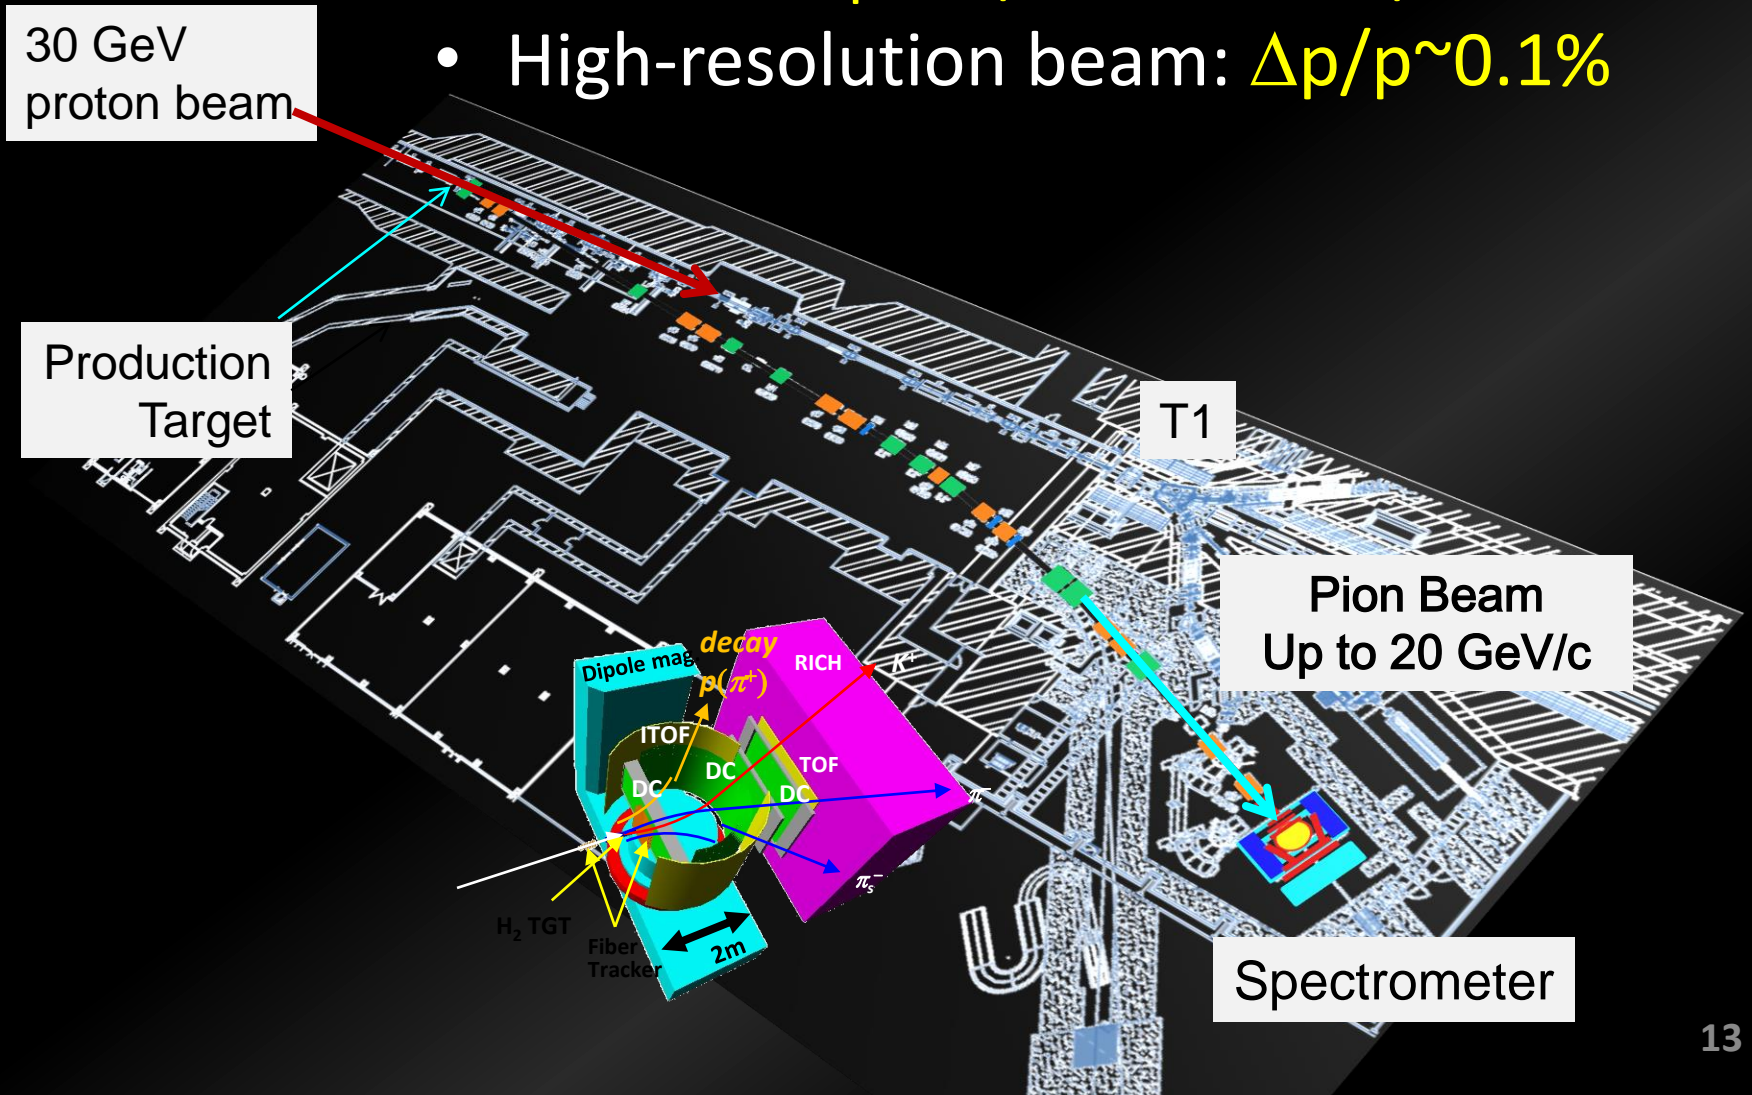 • High-resolution beam: Δp/p~0.1%
30 GeV
proton beam
Production
Target
T1
Pion Beam
Up to 20 GeV/c
decay
p(π⁺)
Dipole mag
RICH
K⁺
ITOF
DC
DC
TOF
DC
π⁻
πₛ⁻
H₂ TGT
Fiber
Tracker
2m
Spectrometer
13